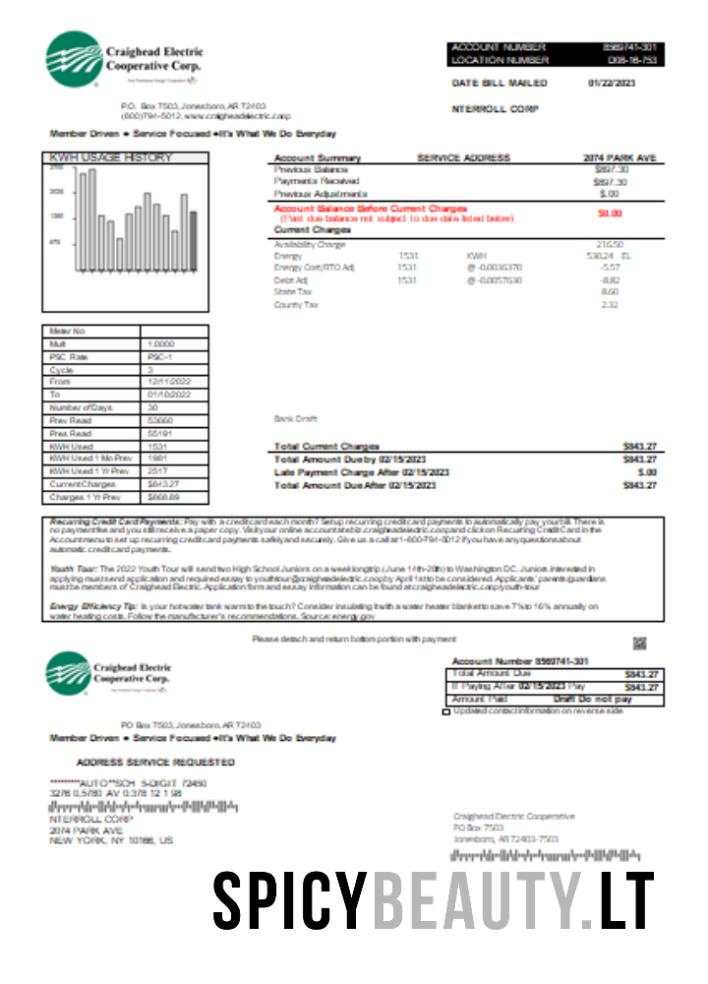 Craighead Electric
Cooperative Corp.
ACCOUNT NUMBER 8569741-301
LOCATION NUMBER D08-16-753
DATE BILL MAILED 01/22/2023
P.O. Box 7503, Jonesboro, AR 72403
(800)794-5012, www.craigheadelectric.coop
NTERROLL CORP
Member Driven • Service Focused •It's What We Do Everyday
KWH USAGE HISTORY
2700
2025
1350
675
Account Summary SERVICE ADDRESS 2074 PARK AVE
Previous Balance $897.30
Payments Received $897.30
Previous Adjustments $.00
Account Balance Before Current Charges $0.00
(Past due balance not subject to due date listed below)
Current Charges
Availability Charge 216.50
Energy 1531 KWH 530.24 EL
Energy Cost/RTO Adj 1531 @ -0.0036370 -5.57
Debt Adj 1531 @ -0.0057630 -8.82
State Tax 8.60
County Tax 2.32
Meter No
Mult 1.0000
PSC Rate PSC-1
Cycle 3
From 12/11/2022
To 01/10/2022
Number of Days 30
Prev Read 53660
Pres Read 55191
KWH Used 1531
KWH Used 1 Mo Prev 1981
KWH Used 1 Yr Prev 2517
Current Charges $843.27
Charges 1 Yr Prev $868.89
Bank Draft
Total Current Charges $843.27
Total Amount Due by 02/15/2023 $843.27
Late Payment Charge After 02/15/2023 $.00
Total Amount Due After 02/15/2023 $843.27
Recurring Credit Card Payments: Pay with a credit card each month? Setup recurring credit card payments to automatically pay your bill. There is
no payment fee and you still receive a paper copy. Visit your online account biz.craigheadelectric.coop and click on Recurring Credit Card in the
Account menu to set up recurring card payments safely and securely. Give us a call at 1-800-794-5012 if you have any questions about
automatic credit card payments.
Youth Tour: The 2022 Youth Tour will send two High School Juniors on a weeklong trip (June 14th-20th) to Washington DC. Juniors interested in
applying must send application and required essay to youthtour@craigheadelectric.coop by April 1st to be considered. Applicants' parents/guardians
must be members of Craighead Electric. Application form and essay information can be found at craigheadelectric.coop/youth-tour
Energy Efficiency Tip: Is your hot water tank warm to the touch? Consider insulating it with a water heater blanket to save 7% to 16% annually on
water heating costs. Follow the manufacturer's recommendations. Source: energy.gov
Please detach and return bottom portion with payment
Craighead Electric
Cooperative Corp.
Account Number 8569741-301
Total Amount Due $843.27
If Paying After 02/15/2023 Pay $843.27
Amount Paid Draft Do not pay
Updated contact information on reverse side
PO Box 7503, Jonesboro, AR 72403
Member Driven • Service Focused •It's What We Do Everyday
ADDRESS SERVICE REQUESTED
*********AUTO**SCH 5-DIGIT 72450
3276 0.5780 AV 0.378 12 1 98
NTERROLL CORP
2074 PARK AVE
NEW YORK, NY 10166, US
Craighead Electric Cooperative
PO Box 7503
Jonesboro, AR 72403-7503
SPICYBEAUTY.LT